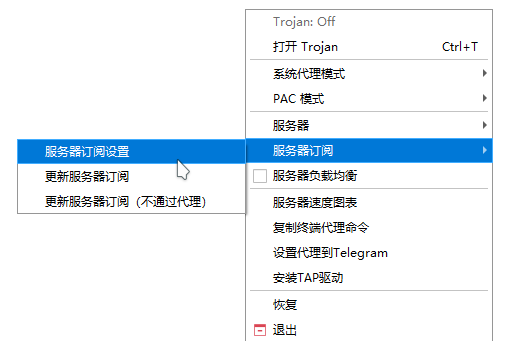 Trojan: Off
打开 Trojan Ctrl+T
系统代理模式
PAC 模式
服务器
服务器订阅
服务器订阅设置
更新服务器订阅
更新服务器订阅（不通过代理）
服务器负载均衡
服务器速度图表
复制终端代理命令
设置代理到Telegram
安装TAP驱动
恢复
退出